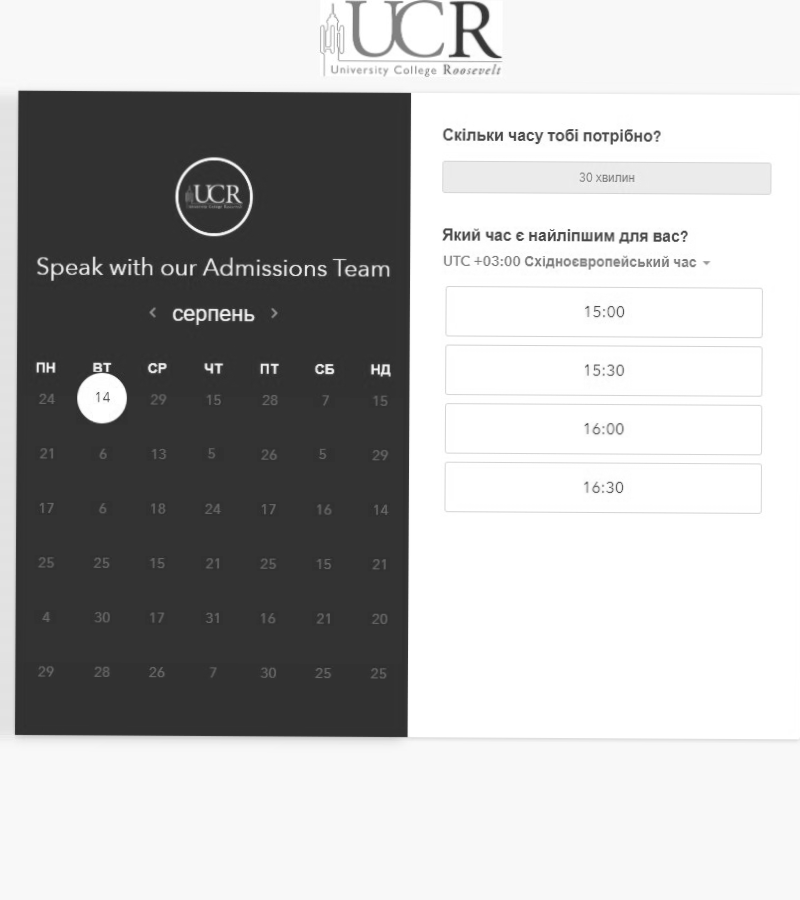 UCR
University College Roosevelt
UCR
Speak with our Admissions Team
серпень
ПН ВТ СР ЧТ ПТ СБ НД
24 14 29 15 28 7 15
21 6 13 5 26 5 29
17 6 18 24 17 16 14
25 25 15 21 25 15 21
4 30 17 31 16 21 20
29 28 26 7 30 25 25
Скільки часу тобі потрібно?
30 хвилин
Який час є найліпшим для вас?
UTC +03:00 Східноєвропейський час
15:00
15:30
16:00
16:30